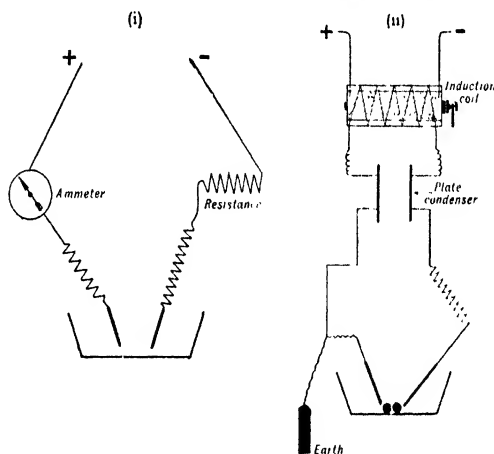 (i)
+ -
Ammeter
Resistance
(ii)
+ -
Induction
coil
Plate
condenser
Earth